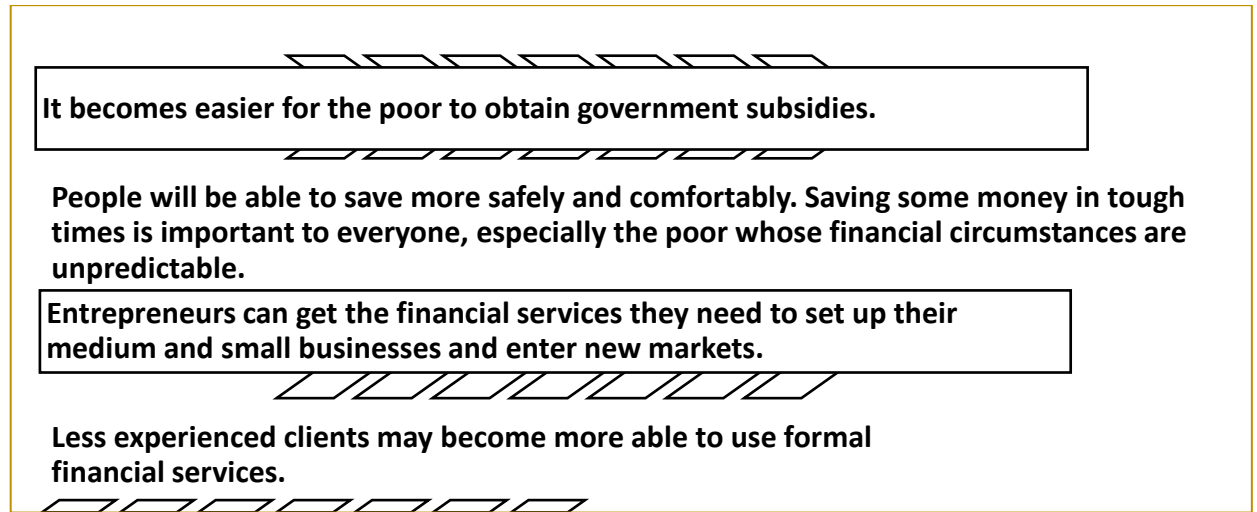 It becomes easier for the poor to obtain government subsidies.
People will be able to save more safely and comfortably. Saving some money in tough
times is important to everyone, especially the poor whose financial circumstances are
unpredictable.
Entrepreneurs can get the financial services they need to set up their
medium and small businesses and enter new markets.
Less experienced clients may become more able to use formal
financial services.